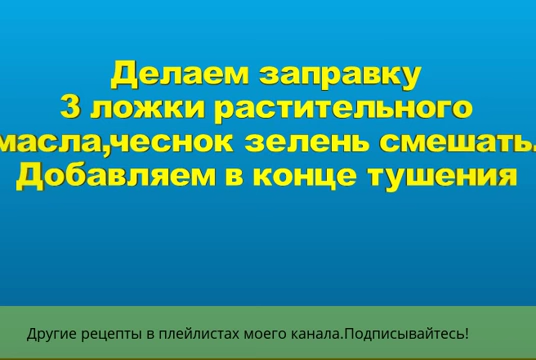 Делаем заправку
3 ложки растительного
масла,чеснок зелень смешать.
Добавляем в конце тушения
Другие рецепты в плейлистах моего канала.Подписывайтесь!